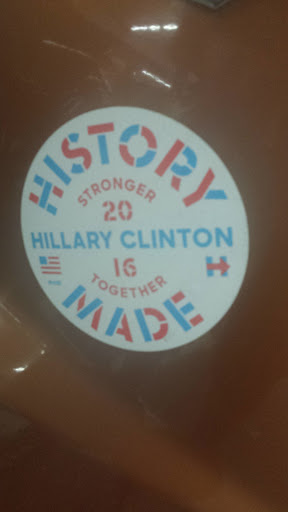 HISTORY
STRONGER
20
HILLARY CLINTON
16
TOGETHER
MADE